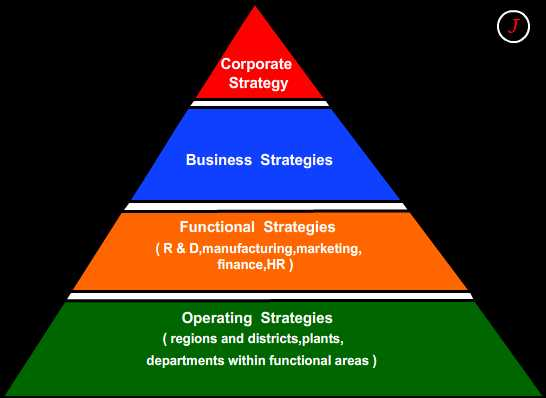 J
Corporate
Strategy
Business Strategies
Functional Strategies
( R & D,manufacturing,marketing,
finance,HR )
Operating Strategies
( regions and districts,plants,
departments within functional areas )